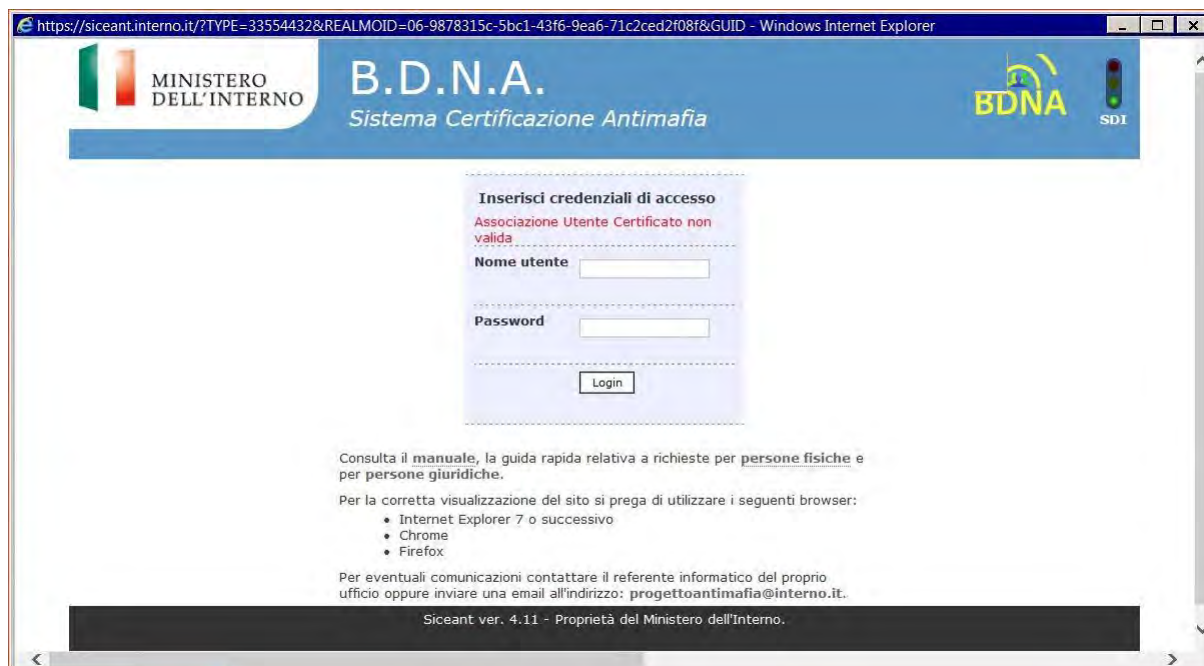 https://siceant.interno.it/?TYPE=33554432&REALMOID=06-9878315c-5bc1-43f6-9ea6-71c2ced2f08f&GUID - Windows Internet Explorer
MINISTERO
DELL'INTERNO
B.D.N.A.
Sistema Certificazione Antimafia
BDNA
SDI
Inserisci credenziali di accesso
Associazione Utente Certificato non
valida
Nome utente
Password
Login
Consulta il manuale, la guida rapida relativa a richieste per persone fisiche e
per persone giuridiche.
Per la corretta visualizzazione del sito si prega di utilizzare i seguenti browser:
• Internet Explorer 7 o successivo
• Chrome
• Firefox
Per eventuali comunicazioni contattare il referente informatico del proprio
ufficio oppure inviare una email all'indirizzo: progettoantimafia@interno.it.
Siceant ver. 4.11 - Proprietà del Ministero dell'Interno.